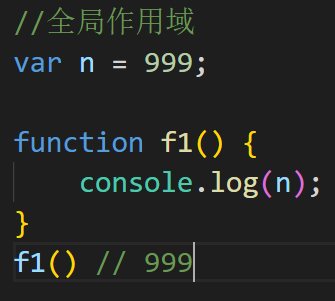 //全局作用域
var n = 999;
function f1() {
    console.log(n);
}
f1() // 999